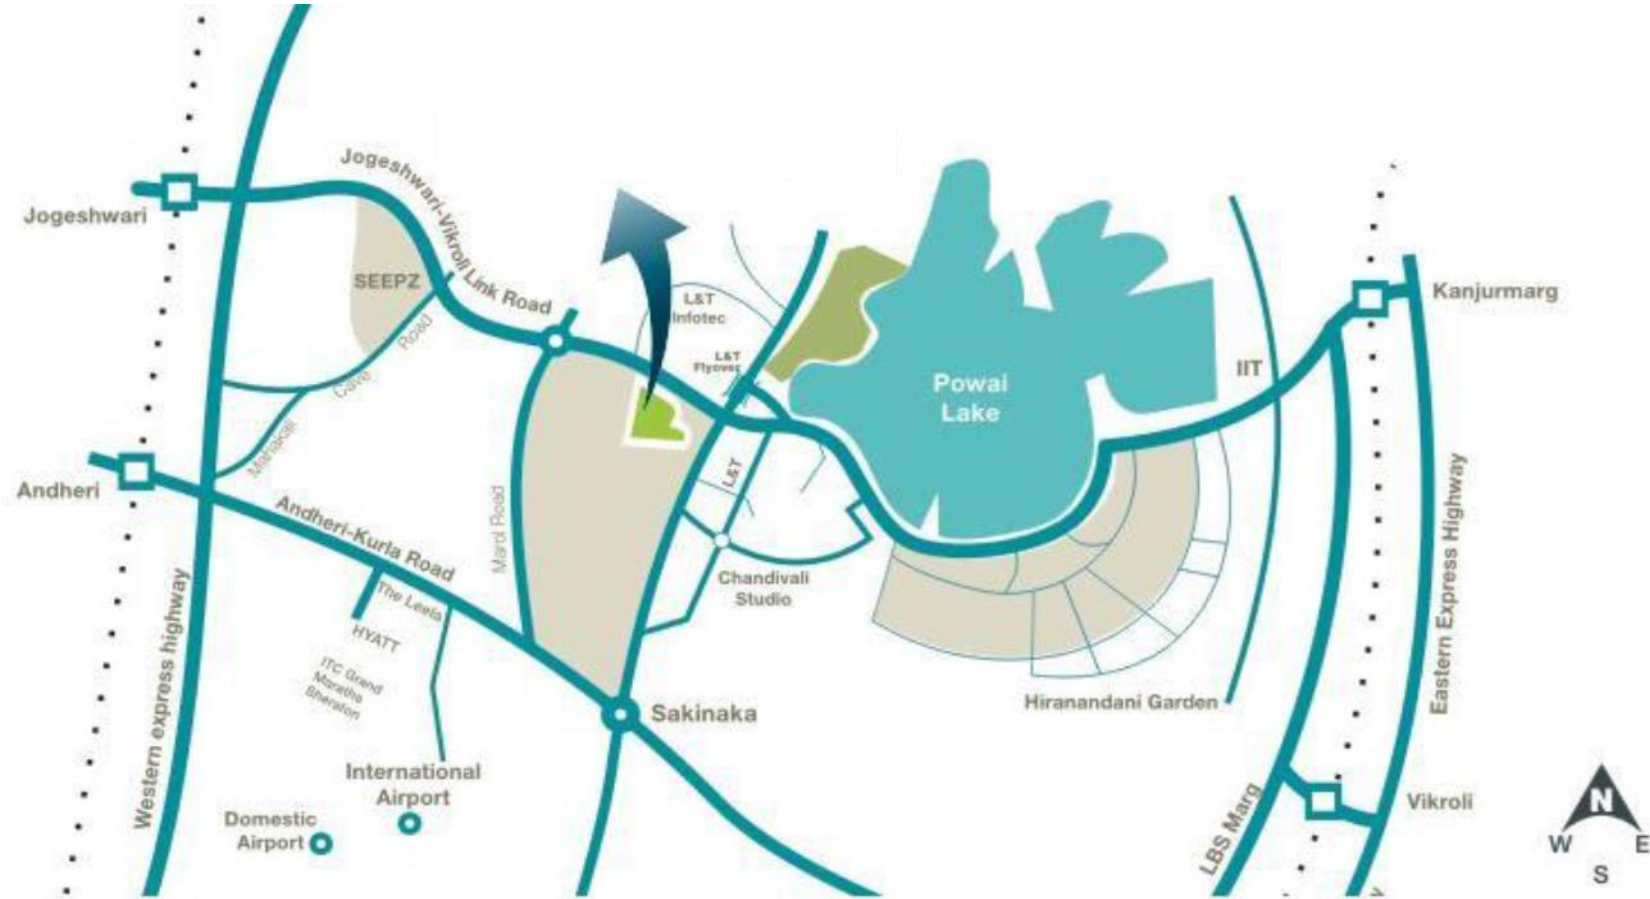 Jogeshwari-Vikroli Link Road
Jogeshwari
SEEPZ
Kanjurmarg
L&T
Infotec
L&T
Flyover
IIT
Powai
Lake
Cave Road
Mahakali
Andheri
Andheri-Kurla Road
Marol Road
L&T
Eastern Express Highway
Chandivali
Studio
The Leela
HYATT
ITC Grand
Maratha
Sheraton
Western express highway
Hiranandani Garden
Sakinaka
International
Airport
Domestic
Airport
LBS Marg
Vikroli
N
W
E
S